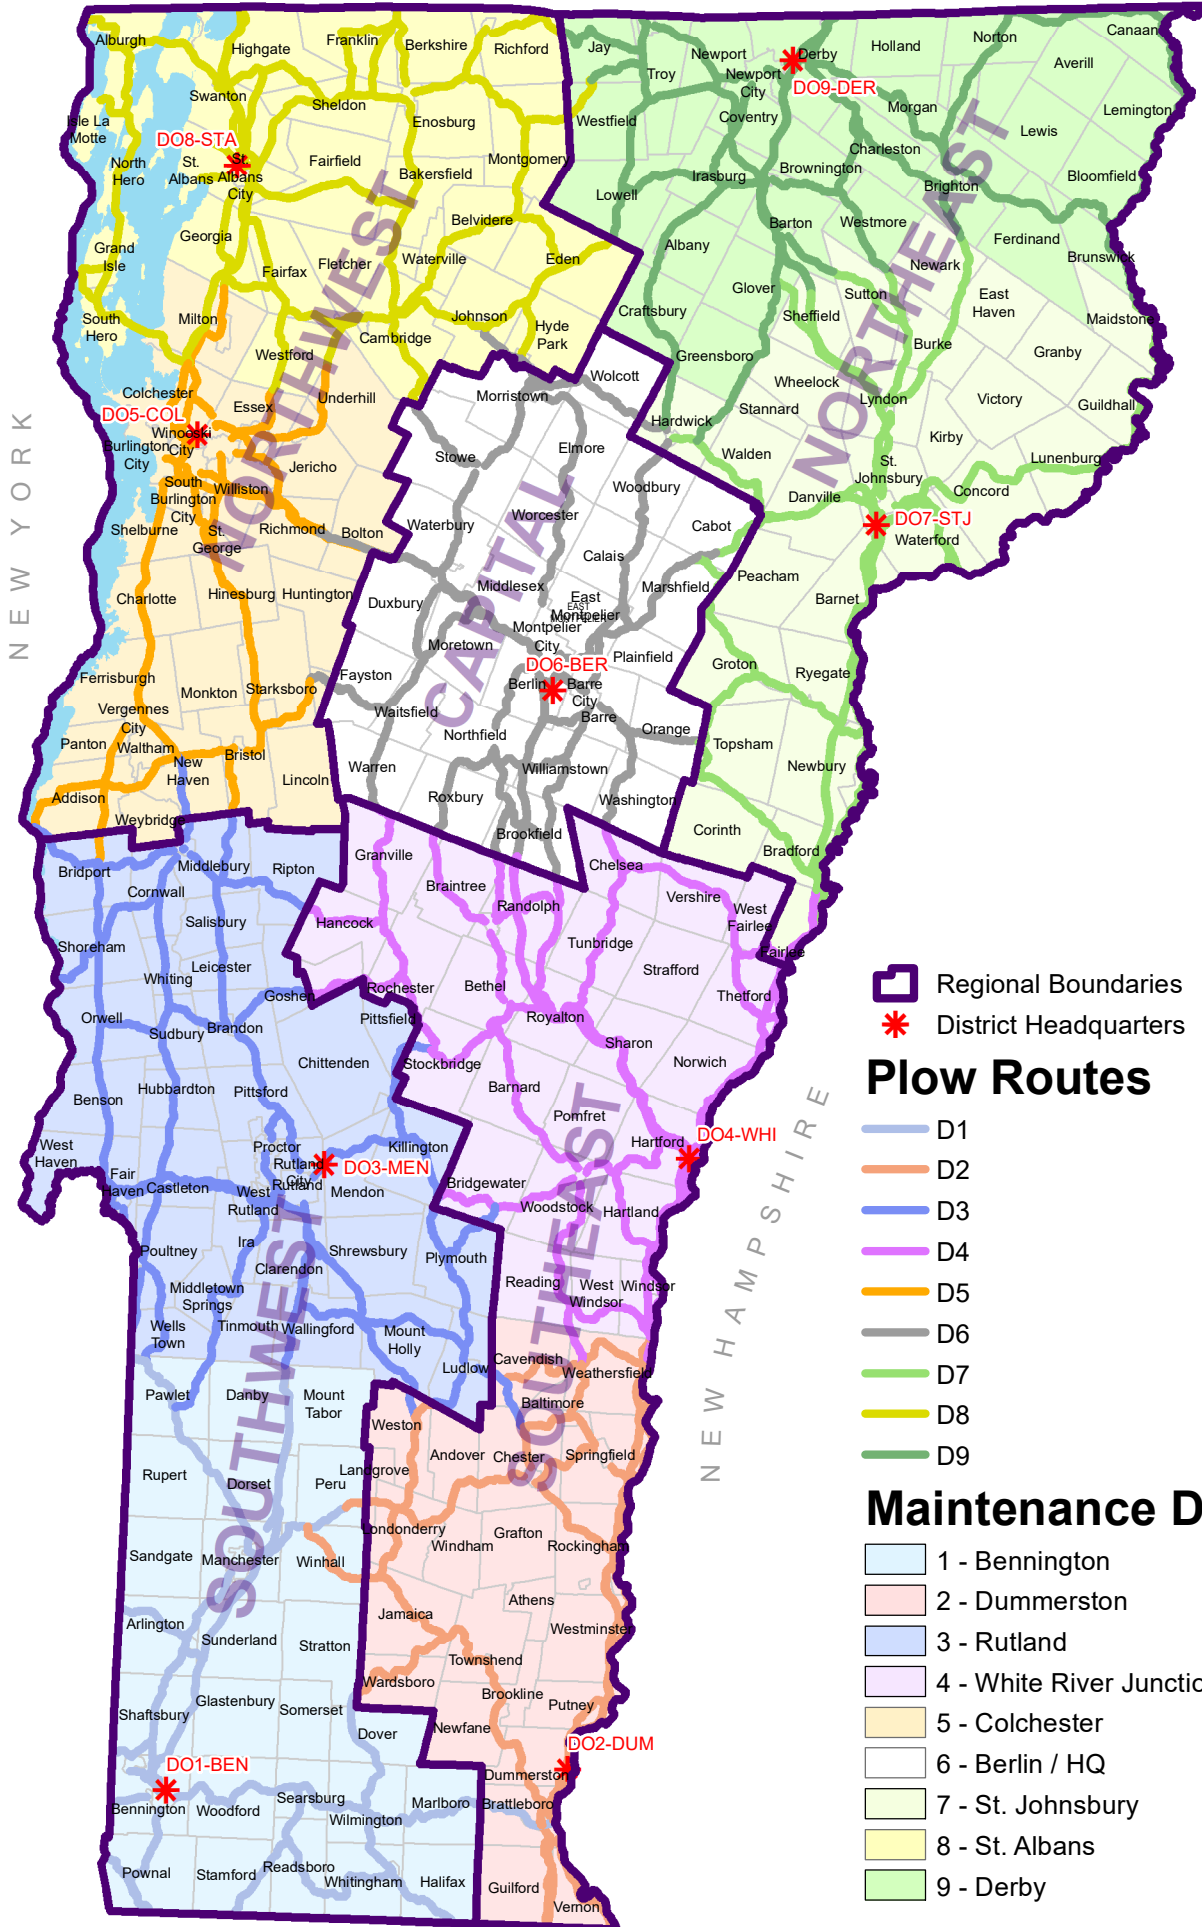 Alburgh
Highgate
Franklin
Berkshire
Richford
Jay
Troy
Newport
Derby
Holland
Norton
Canaan
Averill
Newport
City
DO9-DER
Swanton
Sheldon
Enosburg
Westfield
Coventry
Morgan
Lewis
Lemington
Isle La
Motte
DO8-STA
North
Hero
St.
Albans
St.
Albans
City
Fairfield
Bakersfield
Montgomery
Lowell
Irasburg
Brownington
Charleston
Brighton
Bloomfield
Grand
Isle
Georgia
Fairfax
Fletcher
Waterville
Belvidere
Eden
Albany
Barton
Westmore
Newark
Ferdinand
Brunswick
South
Hero
Milton
Westford
Cambridge
Johnson
Hyde
Park
Craftsbury
Glover
Sheffield
Sutton
East
Haven
Maidstone
NORTHWEST
NORTHEAST
Greensboro
Burke
Granby
Colchester
DO5-COL
Essex
Underhill
Morristown
Wolcott
Hardwick
Stannard
Wheelock
Lyndon
Victory
Guildhall
Winooski
City
Burlington
City
Jericho
Stowe
Elmore
Walden
Kirby
Lunenburg
South
Burlington
City
Williston
Woodbury
Danville
St.
Johnsbury
Concord
NEW YORK
Shelburne
St.
George
Richmond
Bolton
Waterbury
Worcester
Cabot
DO7-STJ
Waterford
Calais
Charlotte
Hinesburg
Huntington
Duxbury
Middlesex
East
Montpelier
EAST
MONTPELIER
Marshfield
Peacham
Barnet
CAPITAL
Moretown
Montpelier
City
Plainfield
Groton
Ryegate
Ferrisburgh
Monkton
Starksboro
Fayston
DO6-BER
Berlin
Barre
City
Barre
Vergennes
City
Waitsfield
Northfield
Orange
Topsham
Newbury
Panton
Waltham
New
Haven
Bristol
Lincoln
Warren
Williamstown
Addison
Roxbury
Washington
Weybridge
Brookfield
Corinth
Bradford
Bridport
Middlebury
Ripton
Granville
Chelsea
Cornwall
Braintree
Randolph
Vershire
West
Fairlee
Salisbury
Hancock
Fairlee
Shoreham
Tunbridge
Strafford
Whiting
Leicester
Goshen
Rochester
Bethel
Thetford
Orwell
Sudbury
Brandon
Pittsfield
Royalton
Sharon
Chittenden
Stockbridge
Norwich
Benson
Hubbardton
Pittsford
Barnard
Pomfret
West
Haven
Proctor
Rutland
City
DO3-MEN
Killington
Hartford
DO4-WHI
Fair
Haven
Castleton
West
Rutland
Rutland
Mendon
Bridgewater
Woodstock
Hartland
Poultney
Ira
Clarendon
Shrewsbury
Plymouth
Middletown
Springs
Reading
West
Windsor
Windsor
Wells
Town
Tinmouth
Wallingford
Mount
Holly
Ludlow
Cavendish
Weathersfield
SOUTHWEST
SOUTHEAST
NEW HAMPSHIRE
Pawlet
Danby
Mount
Tabor
Weston
Baltimore
Andover
Chester
Springfield
Rupert
Dorset
Peru
Landgrove
Londonderry
Windham
Grafton
Rockingham
Sandgate
Manchester
Winhall
Athens
Arlington
Sunderland
Stratton
Jamaica
Westminster
Townshend
Wardsboro
Brookline
Putney
Shaftsbury
Glastenbury
Somerset
Dover
Newfane
DO1-BEN
DO2-DUM
Dummerston
Bennington
Woodford
Searsburg
Wilmington
Marlboro
Brattleboro
Pownal
Stamford
Readsboro
Whitingham
Halifax
Guilford
Vernon
Regional Boundaries
District Headquarters
Plow Routes
D1
D2
D3
D4
D5
D6
D7
D8
D9
Maintenance D
1 - Bennington
2 - Dummerston
3 - Rutland
4 - White River Junctio
5 - Colchester
6 - Berlin / HQ
7 - St. Johnsbury
8 - St. Albans
9 - Derby